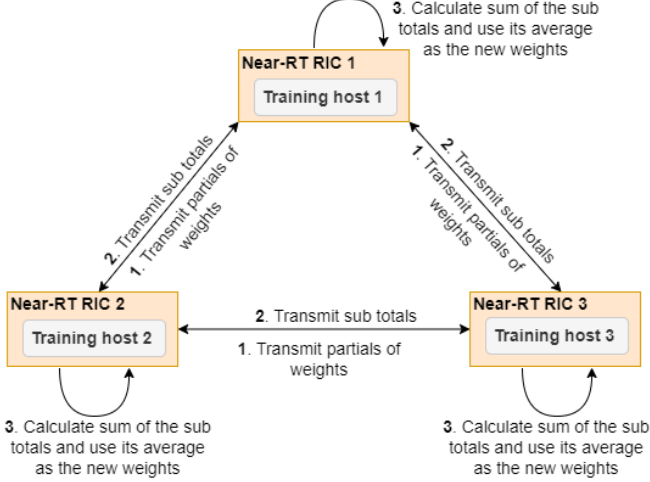 3. Calculate sum of the sub
totals and use its average
as the new weights
Near-RT RIC 1
Training host 1
2. Transmit sub totals
1. Transmit partials of
weights
2. Transmit sub totals
1. Transmit partials of
weights
Near-RT RIC 2
Training host 2
2. Transmit sub totals
1. Transmit partials of
weights
Near-RT RIC 3
Training host 3
3. Calculate sum of the sub
totals and use its average
as the new weights
3. Calculate sum of the sub
totals and use its average
as the new weights